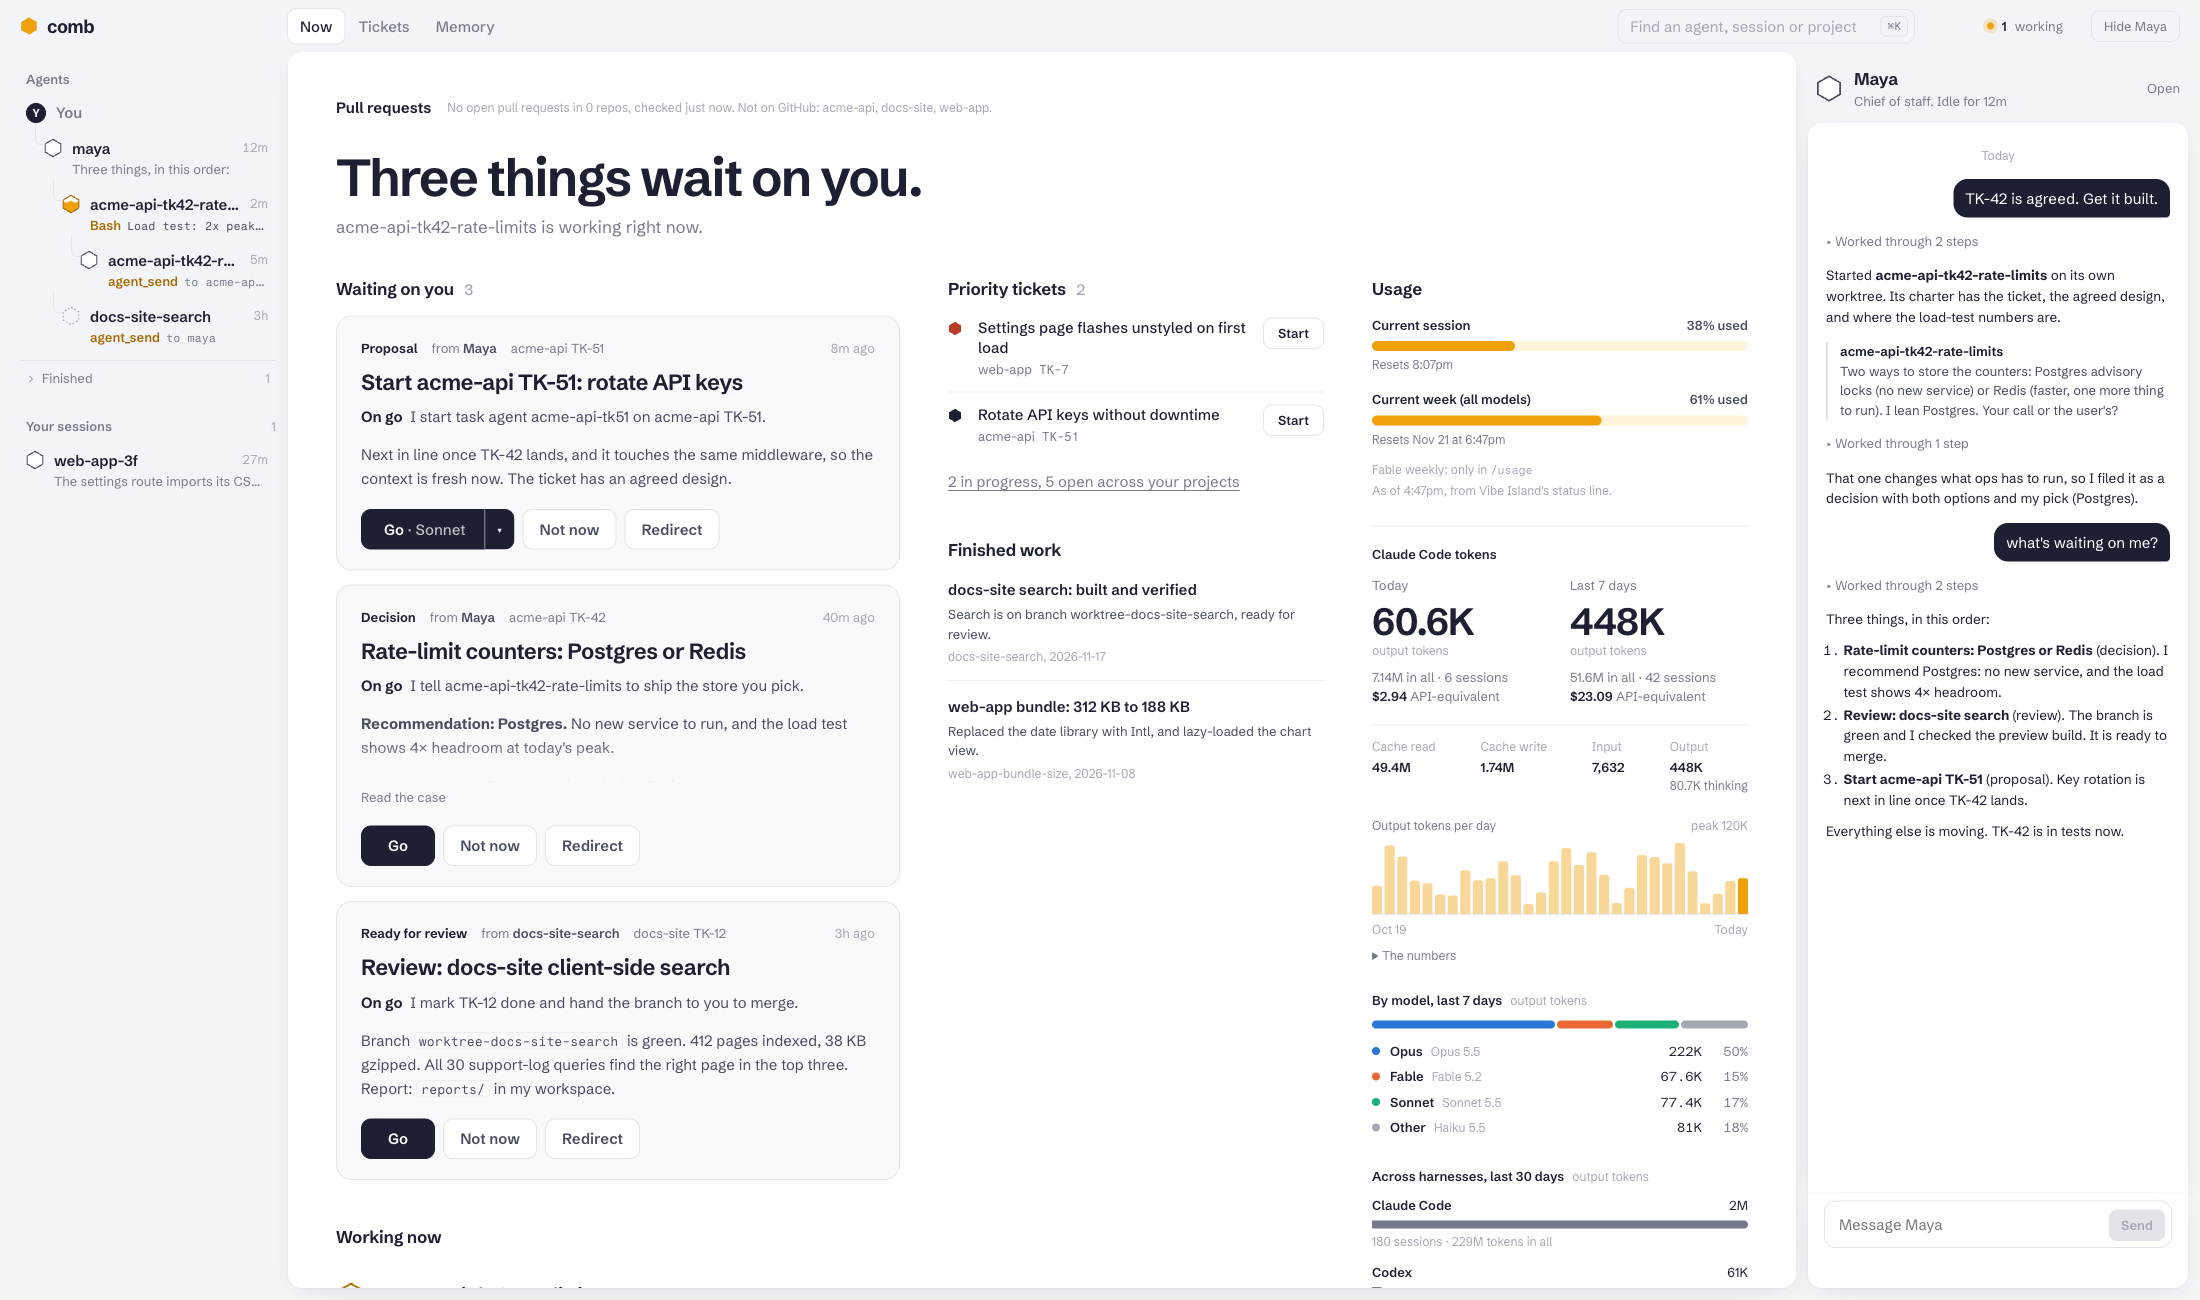 comb
Now
Tickets
Memory
Find an agent, session or project
⌘K
1 working
Hide Maya
Agents
Y You
maya 12m
Three things, in this order:
acme-api-tk42-rate... 2m
Bash Load test: 2x peak...
acme-api-tk42-r... 5m
agent_send to acme-ap...
docs-site-search 3h
agent_send to maya
Finished 1
Your sessions 1
web-app-3f 27m
The settings route imports its CS...
Pull requests No open pull requests in 0 repos, checked just now. Not on GitHub: acme-api, docs-site, web-app.
Three things wait on you.
acme-api-tk42-rate-limits is working right now.
Waiting on you 3
Proposal from Maya acme-api TK-51 8m ago
Start acme-api TK-51: rotate API keys
On go I start task agent acme-api-tk51 on acme-api TK-51.
Next in line once TK-42 lands, and it touches the same middleware, so the
context is fresh now. The ticket has an agreed design.
Go · Sonnet
Not now
Redirect
Decision from Maya acme-api TK-42 40m ago
Rate-limit counters: Postgres or Redis
On go I tell acme-api-tk42-rate-limits to ship the store you pick.
Recommendation: Postgres. No new service to run, and the load test
shows 4× headroom at today's peak.
Read the case
Go
Not now
Redirect
Ready for review from docs-site-search docs-site TK-12 3h ago
Review: docs-site client-side search
On go I mark TK-12 done and hand the branch to you to merge.
Branch worktree-docs-site-search is green. 412 pages indexed, 38 KB
gzipped. All 30 support-log queries find the right page in the top three.
Report: reports/ in my workspace.
Go
Not now
Redirect
Working now
Priority tickets 2
Settings page flashes unstyled on first
load
web-app TK-7
Start
Rotate API keys without downtime
acme-api TK-51
Start
2 in progress, 5 open across your projects
Finished work
docs-site search: built and verified
Search is on branch worktree-docs-site-search, ready for
review.
docs-site-search, 2026-11-17
web-app bundle: 312 KB to 188 KB
Replaced the date library with Intl, and lazy-loaded the chart
view.
web-app-bundle-size, 2026-11-08
Usage
Current session 38% used
Resets 8:07pm
Current week (all models) 61% used
Resets Nov 21 at 6:47pm
Fable weekly: only in /usage
As of 4:47pm, from Vibe Island's status line.
Claude Code tokens
Today Last 7 days
60.6K 448K
output tokens output tokens
7.14M in all · 6 sessions 51.6M in all · 42 sessions
$2.94 API-equivalent $23.09 API-equivalent
Cache read Cache write Input Output
49.4M 1.74M 7,632 448K
80.7K thinking
Output tokens per day peak 120K
Oct 19 Today
The numbers
By model, last 7 days output tokens
Opus Opus 5.5 222K 50%
Fable Fable 5.2 67.6K 15%
Sonnet Sonnet 5.5 77.4K 17%
Other Haiku 5.5 81K 18%
Across harnesses, last 30 days output tokens
Claude Code 2M
180 sessions · 229M tokens in all
Codex 61K
Maya
Chief of staff. Idle for 12m
Open
Today
TK-42 is agreed. Get it built.
Worked through 2 steps
Started acme-api-tk42-rate-limits on its own
worktree. Its charter has the ticket, the agreed design,
and where the load-test numbers are.
acme-api-tk42-rate-limits
Two ways to store the counters: Postgres advisory
locks (no new service) or Redis (faster, one more thing
to run). I lean Postgres. Your call or the user's?
Worked through 1 step
That one changes what ops has to run, so I filed it as a
decision with both options and my pick (Postgres).
what's waiting on me?
Worked through 2 steps
Three things, in this order:
1. Rate-limit counters: Postgres or Redis (decision). I
recommend Postgres: no new service, and the load
test shows 4× headroom.
2. Review: docs-site search (review). The branch is
green and I checked the preview build. It is ready to
merge.
3. Start acme-api TK-51 (proposal). Key rotation is
next in line once TK-42 lands.
Everything else is moving. TK-42 is in tests now.
Message Maya
Send